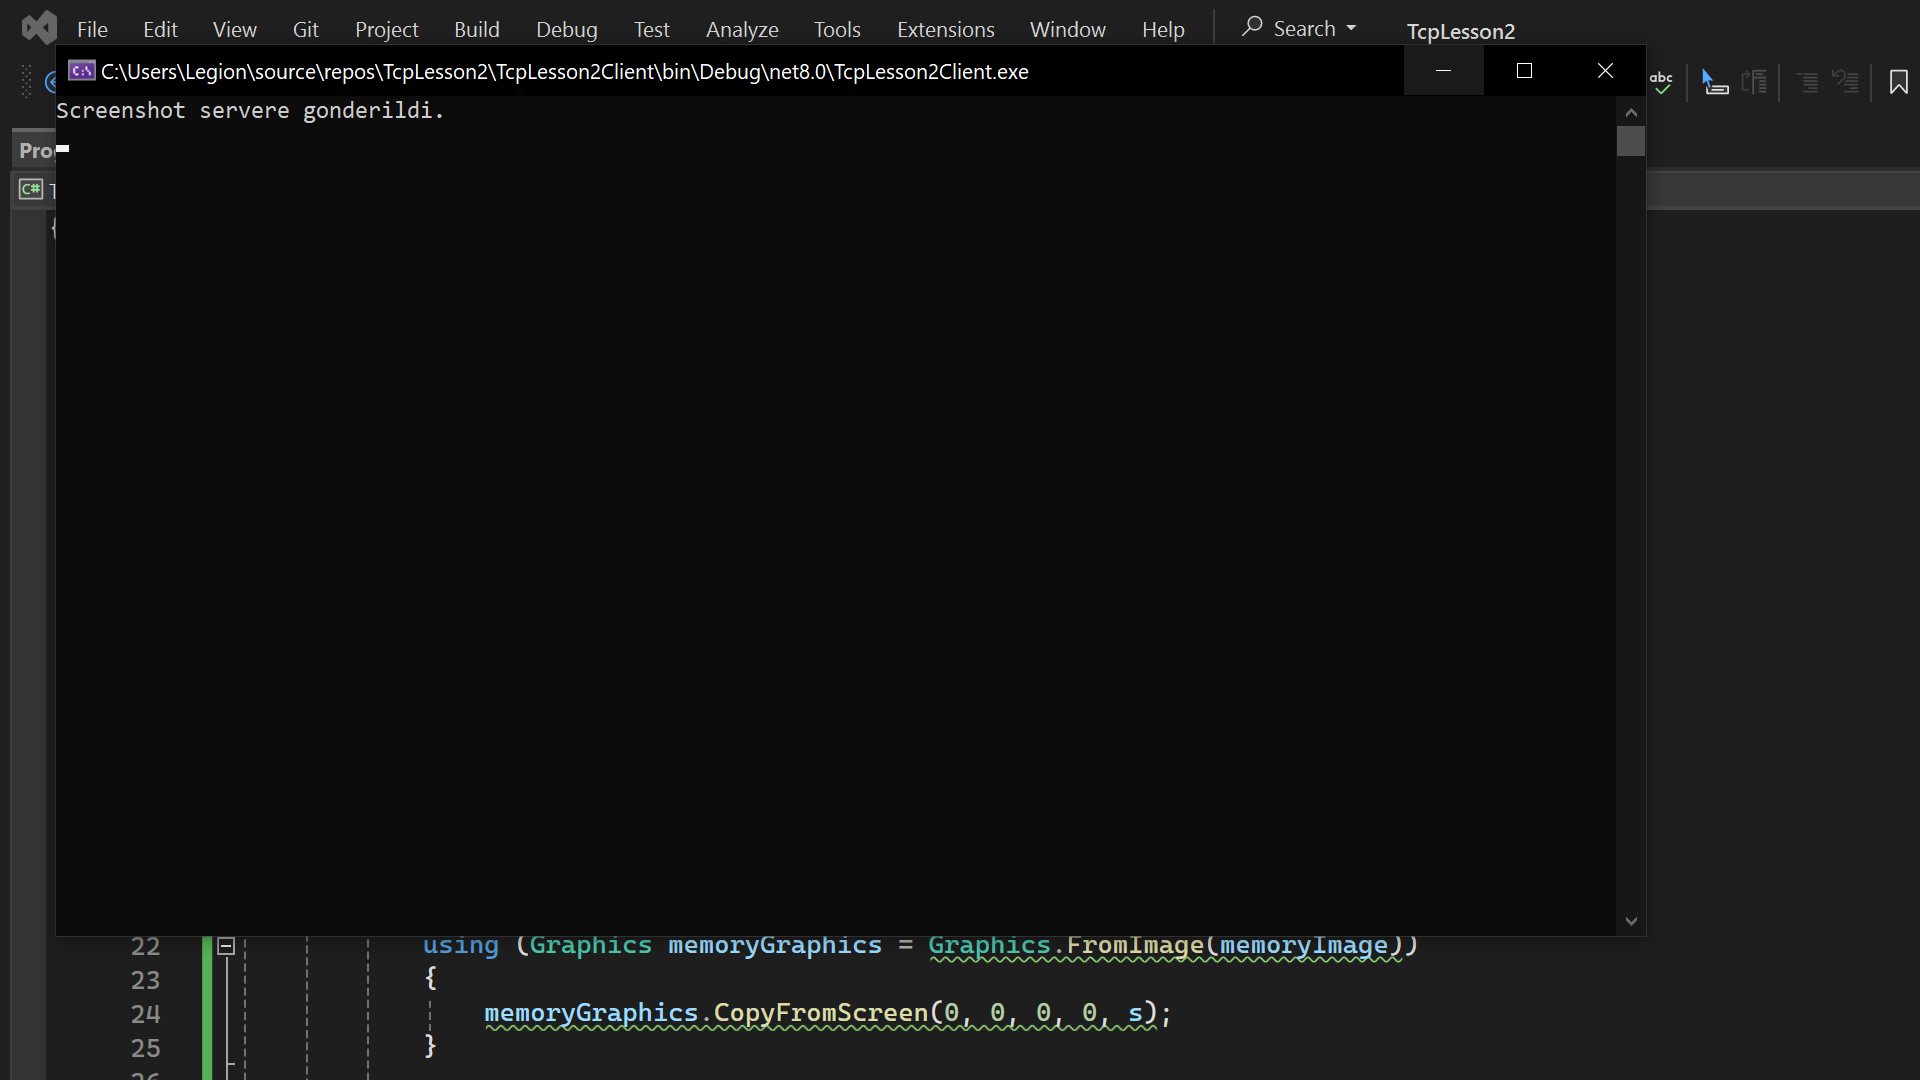 File Edit View Git Project Build Debug Test Analyze Tools Extensions Window Help Search TcpLesson2
C:\Users\Legion\source\repos\TcpLesson2\TcpLesson2Client\bin\Debug\net8.0\TcpLesson2Client.exe
abc
Screenshot servere gonderildi.
C#
{
22 using (Graphics memoryGraphics = Graphics.FromImage(memoryImage))
23 {
24 memoryGraphics.CopyFromScreen(0, 0, 0, 0, s);
25 }